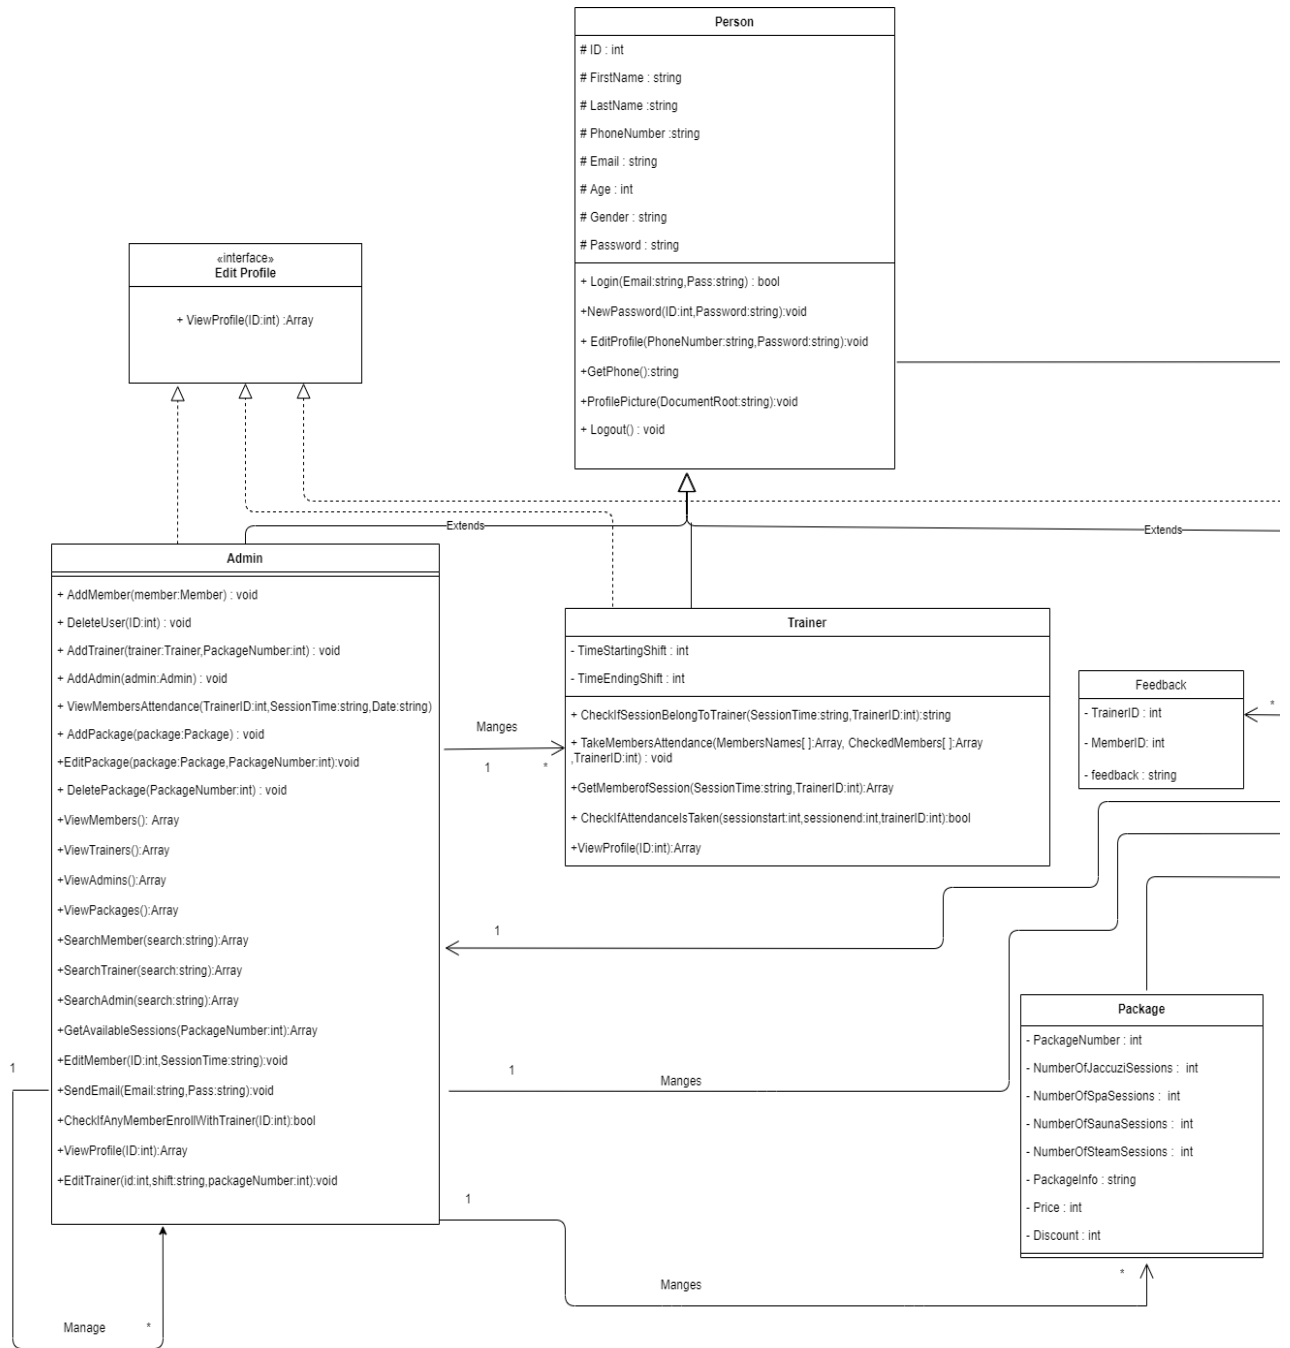 Person
# ID : int
# FirstName : string
# LastName :string
# PhoneNumber :string
# Email : string
# Age : int
# Gender : string
# Password : string
+ Login(Email:string,Pass:string) : bool
+NewPassword(ID:int,Password:string):void
+ EditProfile(PhoneNumber:string,Password:string):void
+GetPhone():string
+ProfilePicture(DocumentRoot:string):void
+ Logout() : void
«interface»
Edit Profile
+ ViewProfile(ID:int) :Array
Extends
Extends
Admin
+ AddMember(member:Member) : void
+ DeleteUser(ID:int) : void
+ AddTrainer(trainer:Trainer,PackageNumber:int) : void
+ AddAdmin(admin:Admin) : void
+ ViewMembersAttendance(TrainerID:int,SessionTime:string,Date:string)
+ AddPackage(package:Package) : void
+EditPackage(package:Package,PackageNumber:int):void
+ DeletePackage(PackageNumber:int) : void
+ViewMembers(): Array
+ViewTrainers():Array
+ViewAdmins():Array
+ViewPackages():Array
+SearchMember(search:string):Array
+SearchTrainer(search:string):Array
+SearchAdmin(search:string):Array
+GetAvailableSessions(PackageNumber:int):Array
+EditMember(ID:int,SessionTime:string):void
+SendEmail(Email:string,Pass:string):void
+CheckIfAnyMemberEnrollWithTrainer(ID:int):bool
+ViewProfile(ID:int):Array
+EditTrainer(id:int,shift:string,packageNumber:int):void
Manges
1 *
Trainer
- TimeStartingShift : int
- TimeEndingShift : int
+ CheckIfSessionBelongToTrainer(SessionTime:string,TrainerID:int):string
+ TakeMembersAttendance(MembersNames[ ]:Array, CheckedMembers[ ]:Array
,TrainerID:int) : void
+GetMemberofSession(SessionTime:string,TrainerID:int):Array
+ CheckIfAttendanceIsTaken(sessionstart:int,sessionend:int,trainerID:int):bool
+ViewProfile(ID:int):Array
Feedback
- TrainerID : int
- MemberID: int
- feedback : string
*
1
1
Manges
1
Manges
*
1
Manage
*
Package
- PackageNumber : int
- NumberOfJaccuziSessions : int
- NumberOfSpaSessions : int
- NumberOfSaunaSessions : int
- NumberOfSteamSessions : int
- PackageInfo : string
- Price : int
- Discount : int